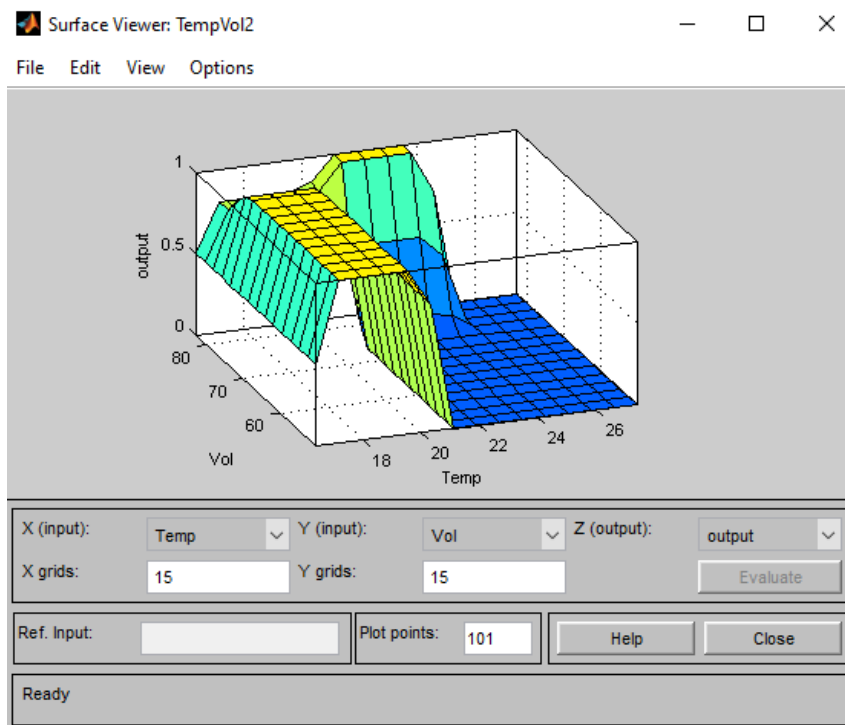 Surface Viewer: TempVol2
File Edit View Options
1
0.5
0
output
80
70
60
Vol
18
20
22
24
26
Temp
X (input): Temp Y (input): Vol Z (output): output
X grids: 15 Y grids: 15 Evaluate
Ref. Input: Plot points: 101 Help Close
Ready